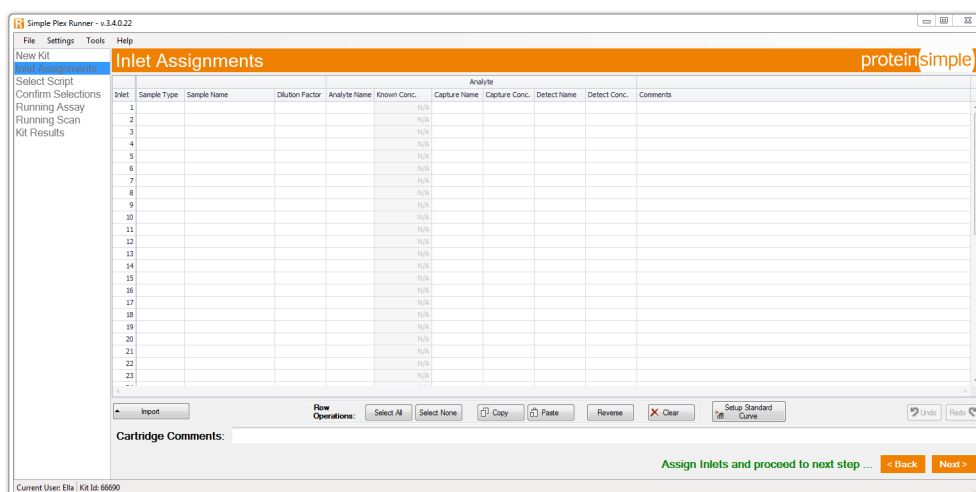 Simple Plex Runner - v.3.4.0.22
File Settings Tools Help
New Kit
Inlet Assignments
Select Script
Confirm Selections
Running Assay
Running Scan
Kit Results
Inlet Assignments
proteinsimple
Analyte
Inlet Sample Type Sample Name Dilution Factor Analyte Name Known Conc. Capture Name Capture Conc. Detect Name Detect Conc. Comments
1 N/A
2 N/A
3 N/A
4 N/A
5 N/A
6 N/A
7 N/A
8 N/A
9 N/A
10 N/A
11 N/A
12 N/A
13 N/A
14 N/A
15 N/A
16 N/A
17 N/A
18 N/A
19 N/A
20 N/A
21 N/A
22 N/A
23 N/A
Import
Row Operations:
Select All Select None Copy Paste Reverse Clear
Setup Standard Curve
Undo Redo
Cartridge Comments:
Assign Inlets and proceed to next step ... < Back Next >
Current User: Ella Kit Id: 66690